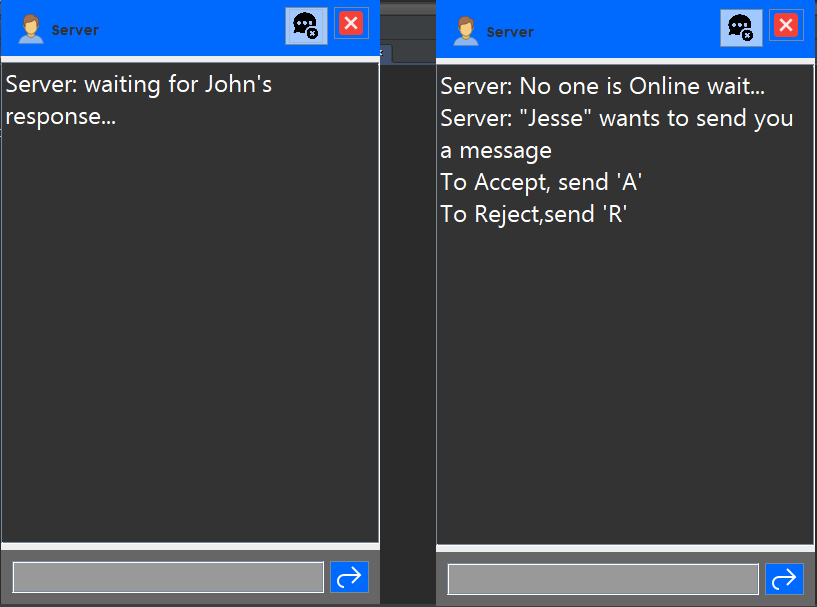 Server
Server: waiting for John's
response...
Server
Server: No one is Online wait...
Server: "Jesse" wants to send you
a message
To Accept, send 'A'
To Reject,send 'R'